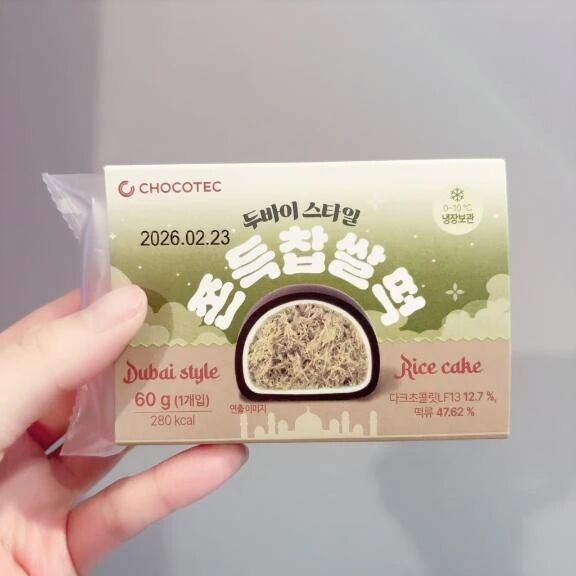 CHOCOTEC
2026.02.23
두바이 스타일
0~10 ℃
냉장보관
쫀득찹쌀떡
Dubai style
Rice cake
60 g (1개입)
280 kcal
연출이미지
다크초콜릿LF13 12.7 %,
떡류 47.62 %